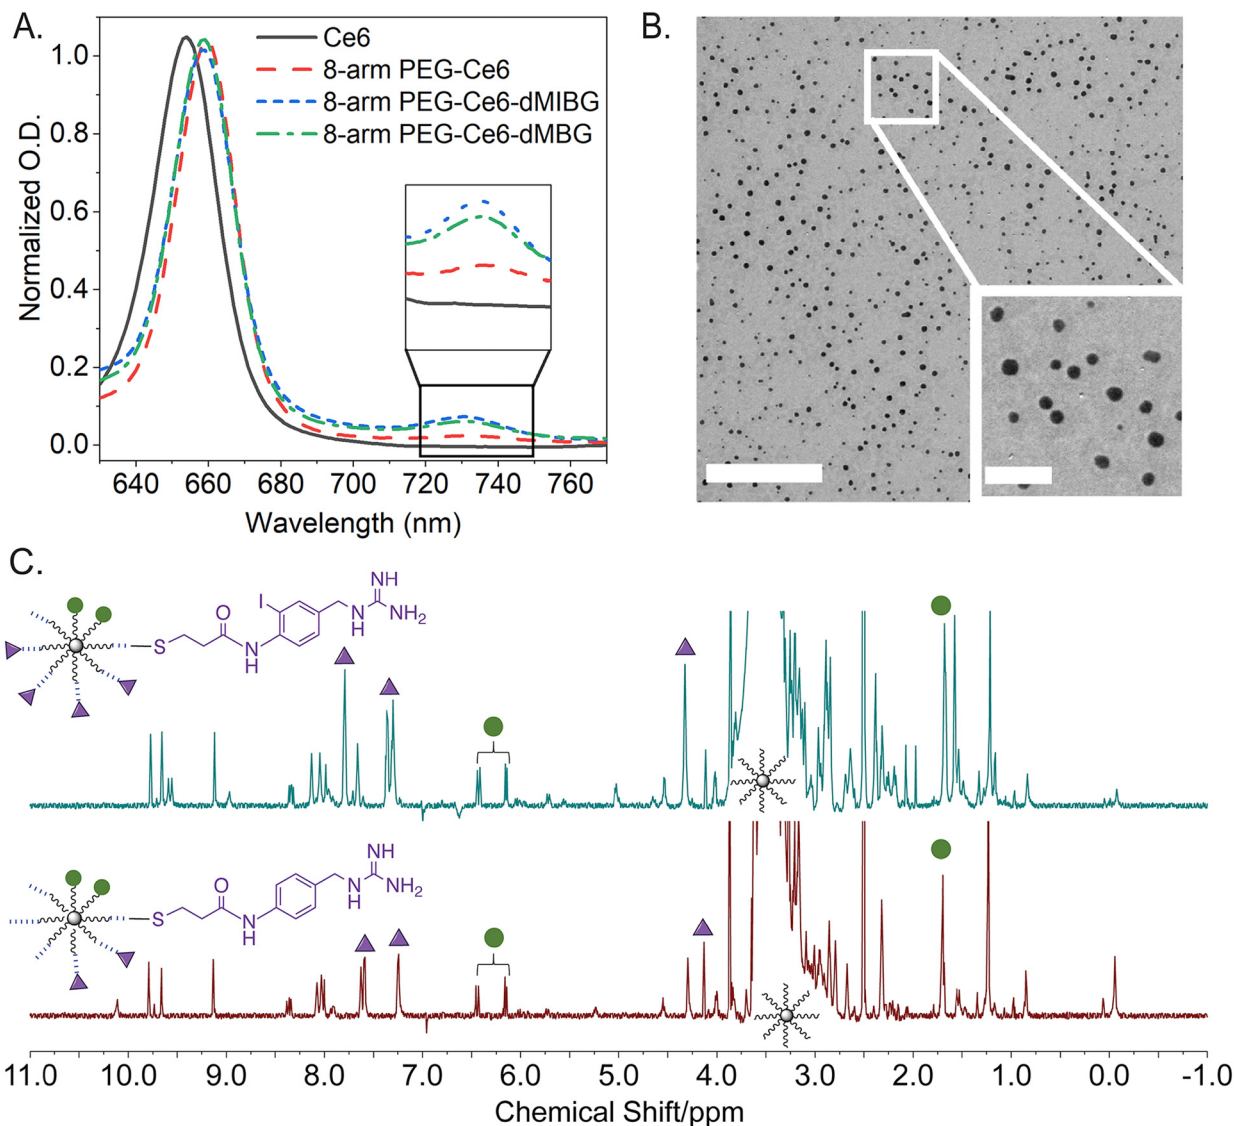 A.
Ce6
8-arm PEG-Ce6
8-arm PEG-Ce6-dMIBG
8-arm PEG-Ce6-dMBG
Normalized O.D.
1.0
0.8
0.6
0.4
0.2
0.0
640 660 680 700 720 740 760
Wavelength (nm)
B.
C.
NH
I
O
N
H
NH2
S
N
H
NH
O
N
H
NH2
S
N
H
11.0 10.0 9.0 8.0 7.0 6.0 5.0 4.0 3.0 2.0 1.0 0.0 -1.0
Chemical Shift/ppm